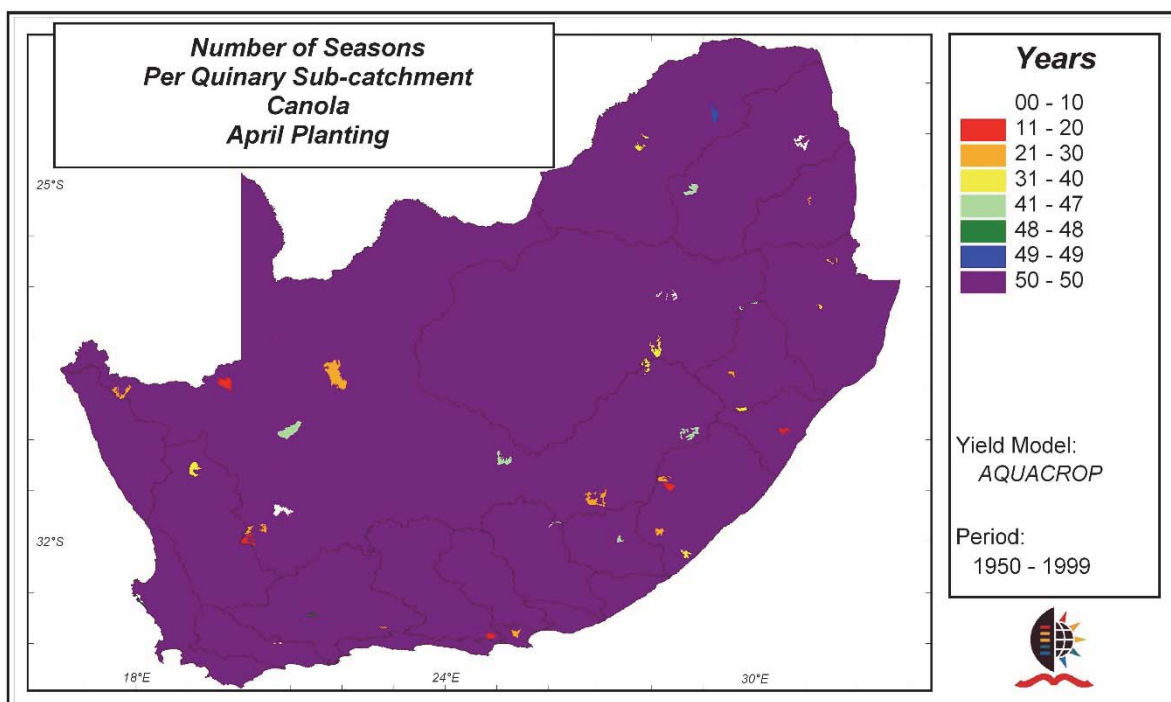 Number of Seasons
Per Quinary Sub-catchment
Canola
April Planting
25°S
32°S
18°E
24°E
30°E
Years
00 - 10
11 - 20
21 - 30
31 - 40
41 - 47
48 - 48
49 - 49
50 - 50
Yield Model:
AQUACROP
Period:
1950 - 1999